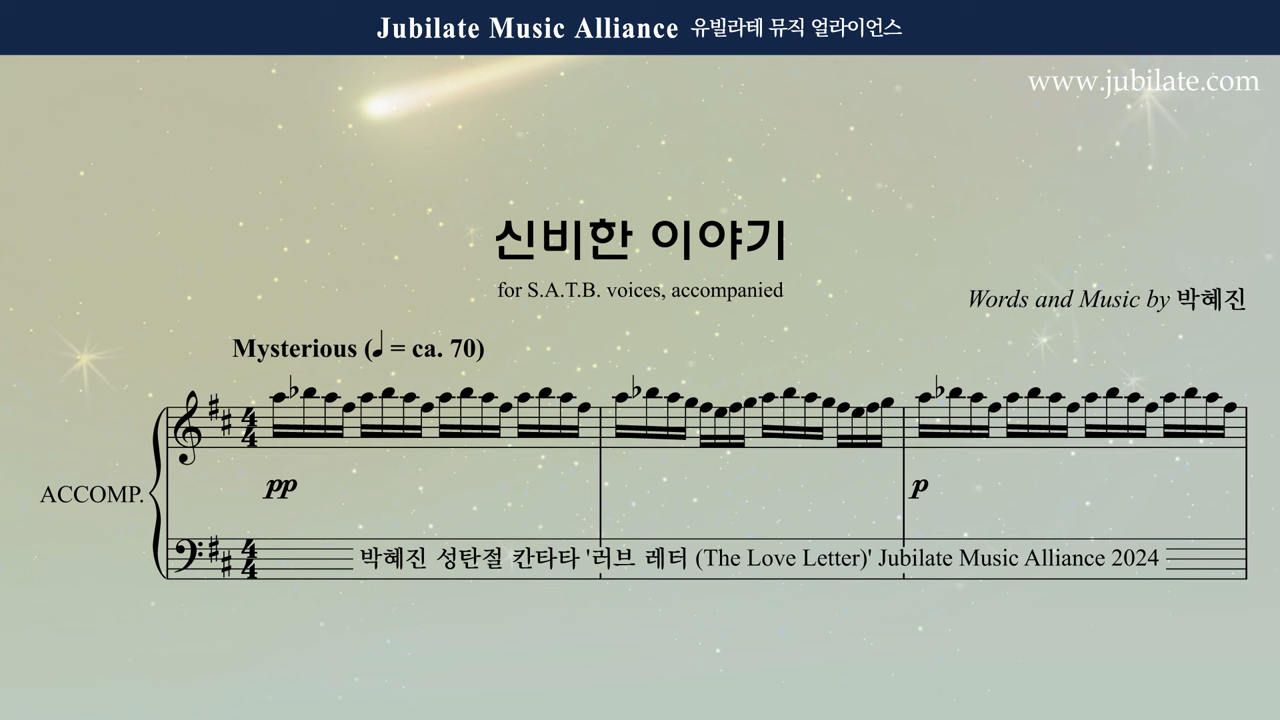 Jubilate Music Alliance 유빌라테 뮤직 얼라이언스
www.jubilate.com
신비한 이야기
for S.A.T.B. voices, accompanied
Words and Music by 박혜진
Mysterious (♩ = ca. 70)
pp
p
ACCOMP.
박혜진 성탄절 칸타타 '러브 레터 (The Love Letter)' Jubilate Music Alliance 2024